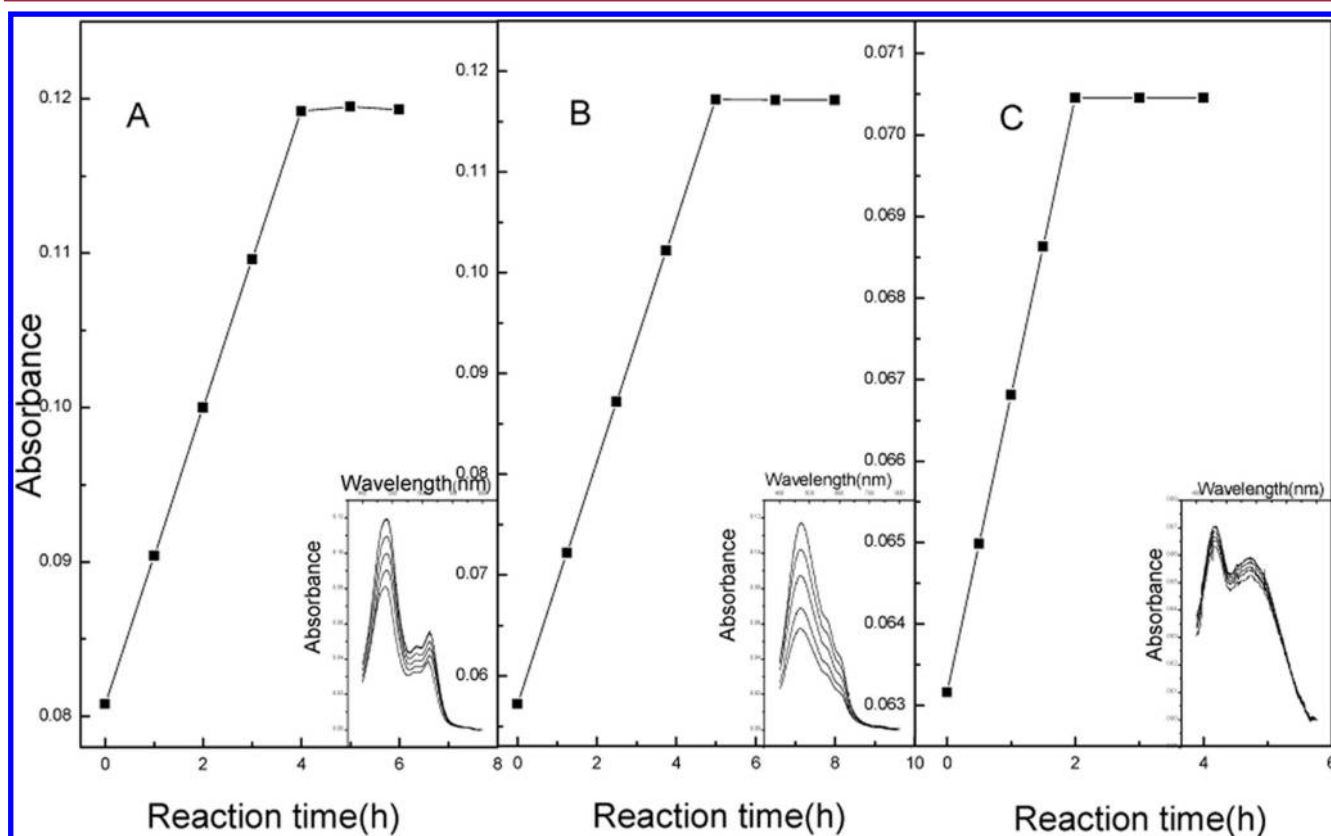 A
B
C
Absorbance
0.12
0.11
0.10
0.09
0.08
0 2 4 6 8
Reaction time(h)
Wavelength(nm)
Absorbance
0.12
0.11
0.10
0.09
0.08
0.07
0.06
0 2 4 6 8 10
Reaction time(h)
Wavelength(nm)
Absorbance
0.071
0.070
0.069
0.068
0.067
0.066
0.065
0.064
0.063
0 2 4 6
Reaction time(h)
Wavelength(nm)
Absorbance